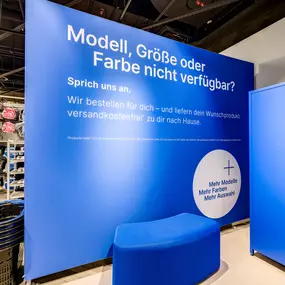 Modell, Größe oder
Farbe nicht verfügbar?
Sprich uns an.
Wir bestellen für dich – und liefern dein Wunschprodukt
versandkostenfrei* zu dir nach Hause.
Mehr Modelle
Mehr Farben
Mehr Auswahl